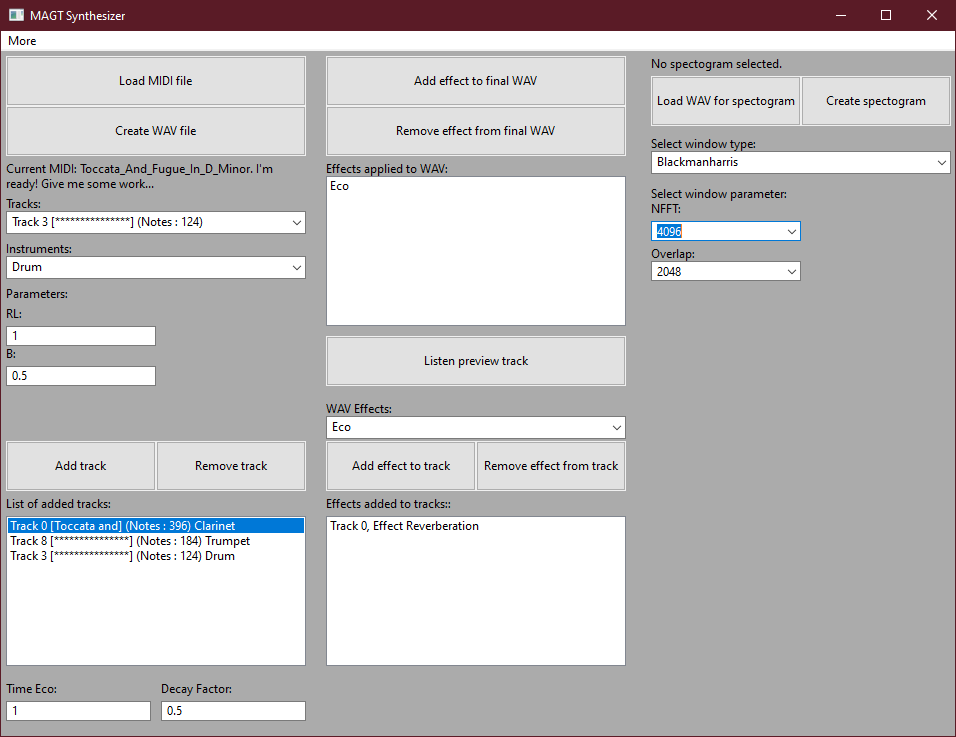 MAGT Synthesizer
More
Load MIDI file
Create WAV file
Current MIDI: Toccata_And_Fugue_In_D_Minor. I'm
ready! Give me some work...
Tracks:
Track 3 [***************] (Notes : 124)
Instruments:
Drum
Parameters:
RL:
1
B:
0.5
Add track
Remove track
List of added tracks:
Track 0 [Toccata and] (Notes : 396) Clarinet
Track 8 [***************] (Notes : 184) Trumpet
Track 3 [***************] (Notes : 124) Drum
Time Eco:
1
Decay Factor:
0.5
Add effect to final WAV
Remove effect from final WAV
Effects applied to WAV:
Eco
Listen preview track
WAV Effects:
Eco
Add effect to track
Remove effect from track
Effects added to tracks::
Track 0, Effect Reverberation
No spectogram selected.
Load WAV for spectogram
Create spectogram
Select window type:
Blackmanharris
Select window parameter:
NFFT:
4096
Overlap:
2048